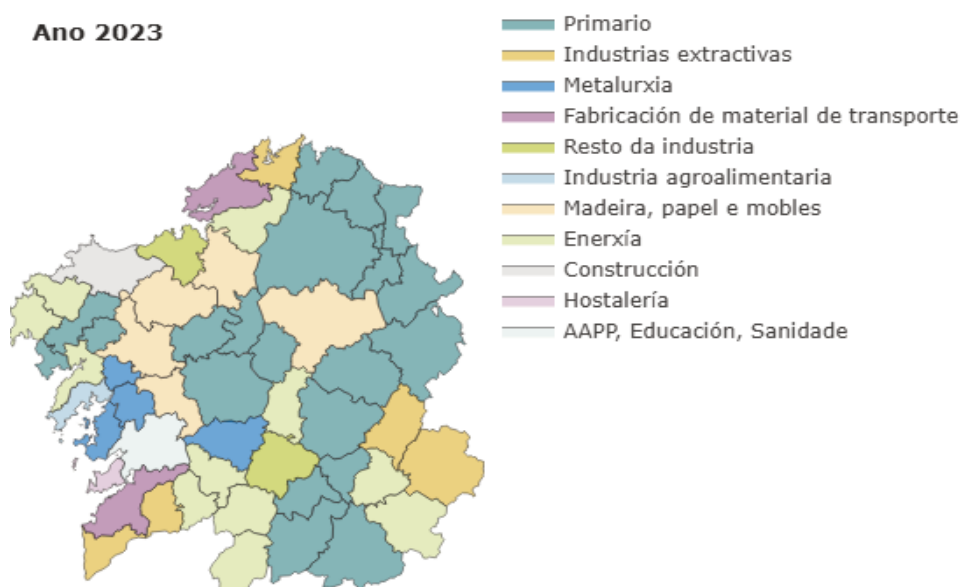 Ano 2023
Primario
Industrias extractivas
Metalurxia
Fabricación de material de transporte
Resto da industria
Industria agroalimentaria
Madeira, papel e mobles
Enerxía
Construcción
Hostalería
AAPP, Educación, Sanidade